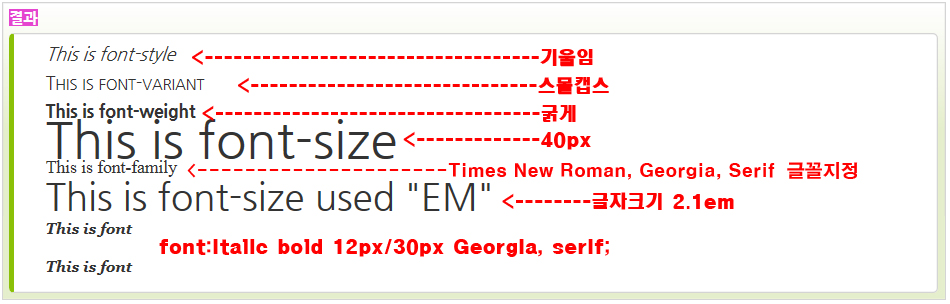 결과
This is font-style <----------------------------------기울임
THIS IS FONT-VARIANT <------------------------------스몰캡스
This is font-weight <----------------------------------굵게
This is font-size <--------------40px
This is font-family <----------------------Times New Roman, Georgia, Serif 글꼴지정
This is font-size used "EM" <--------글자크기 2.1em
This is font
font:italic bold 12px/30px Georgia, serif;
This is font